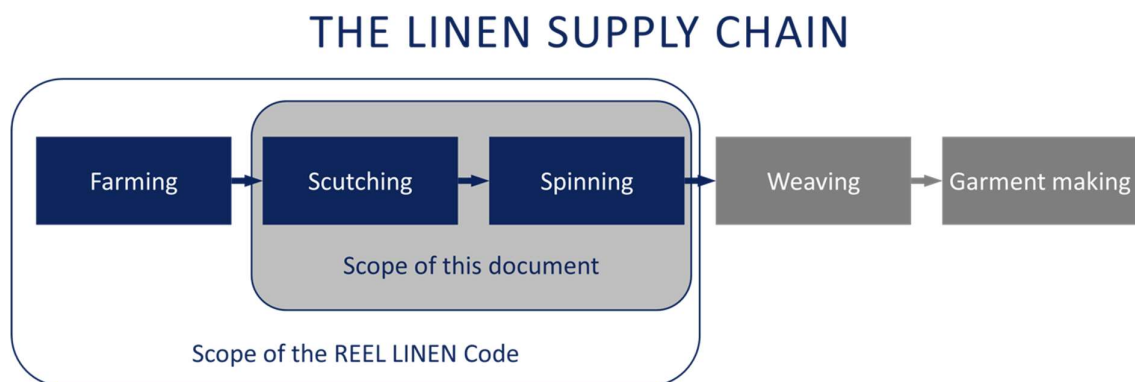 THE LINEN SUPPLY CHAIN
Farming
Scutching
Spinning
Weaving
Garment making
Scope of this document
Scope of the REEL LINEN Code